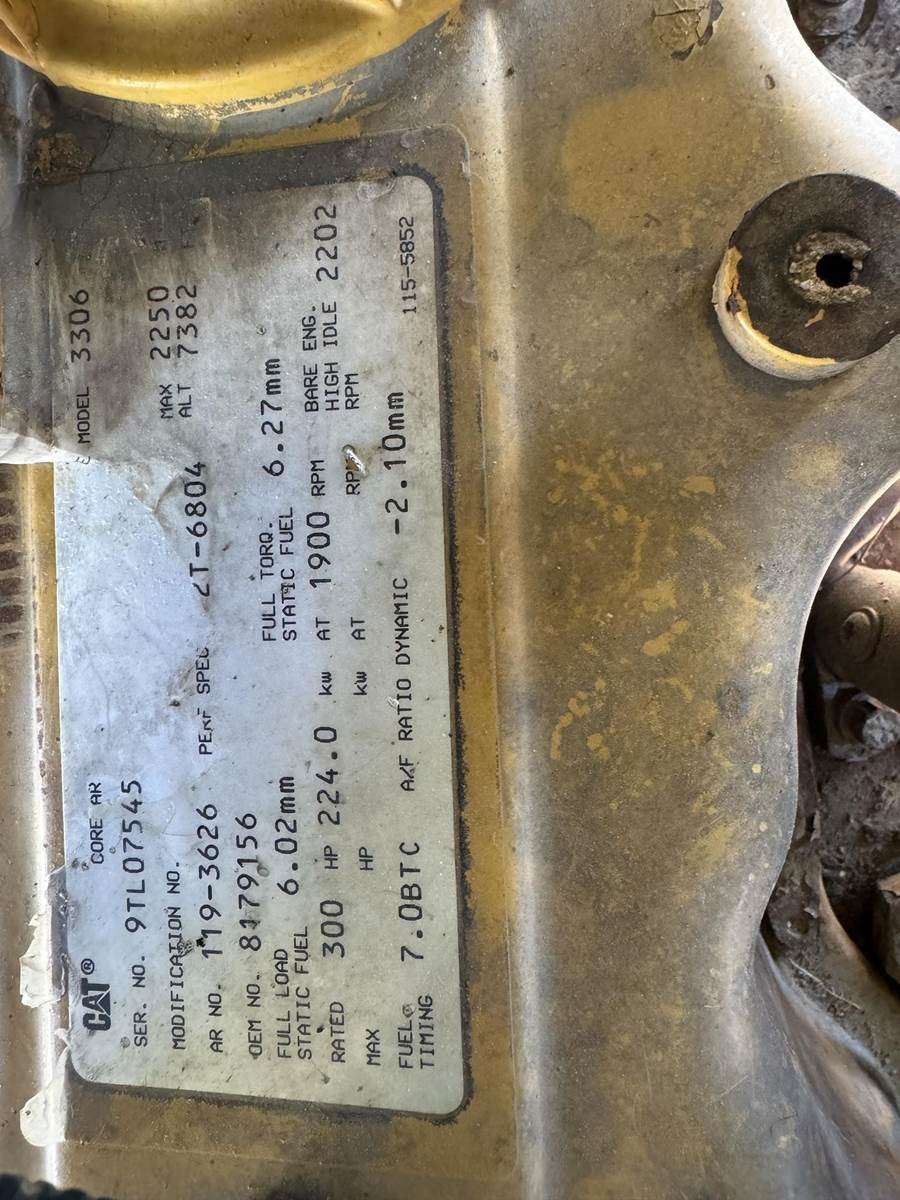 CAT®
CORE AR
MODEL 3306
SER. NO. 9TL07545
MODIFICATION NO.
MAX 2250
AR NO. 119-3626 PERF SPEC 2T-6804 ALT 7382
OEM NO. 8179156
FULL LOAD FULL TORQ.
STATIC FUEL 6.02mm STATIC FUEL 6.27mm BARE ENG.
RATED 300 HP 224.0 kw AT 1900 RPM HIGH IDLE 2202
MAX HP kw AT RPM RPM
FUEL
TIMING 7.0BTC A/F RATIO DYNAMIC -2.10mm 115-5852